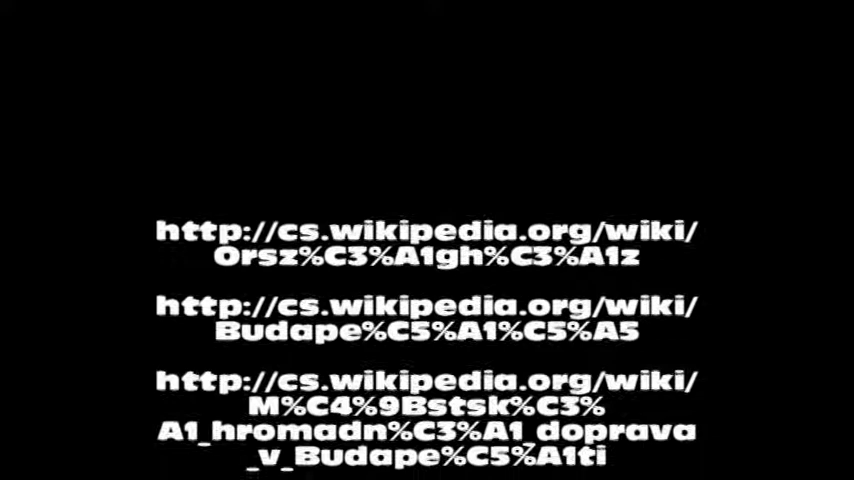 http://cs.wikipedia.org/wiki/
Orsz%C3%A1gh%C3%A1z
http://cs.wikipedia.org/wiki/
Budape%C5%A1%C5%A5
http://cs.wikipedia.org/wiki/
M%C4%9Bstsk%C3%
A1_hromadn%C3%A1_doprava
_v_Budape%C5%A1ti